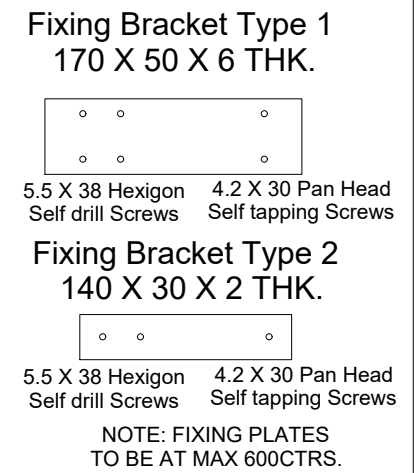 Fixing Bracket Type 1
170 X 50 X 6 THK.
5.5 X 38 Hexigon
Self drill Screws
4.2 X 30 Pan Head
Self tapping Screws
Fixing Bracket Type 2
140 X 30 X 2 THK.
5.5 X 38 Hexigon
Self drill Screws
4.2 X 30 Pan Head
Self tapping Screws
NOTE: FIXING PLATES
TO BE AT MAX 600CTRS.